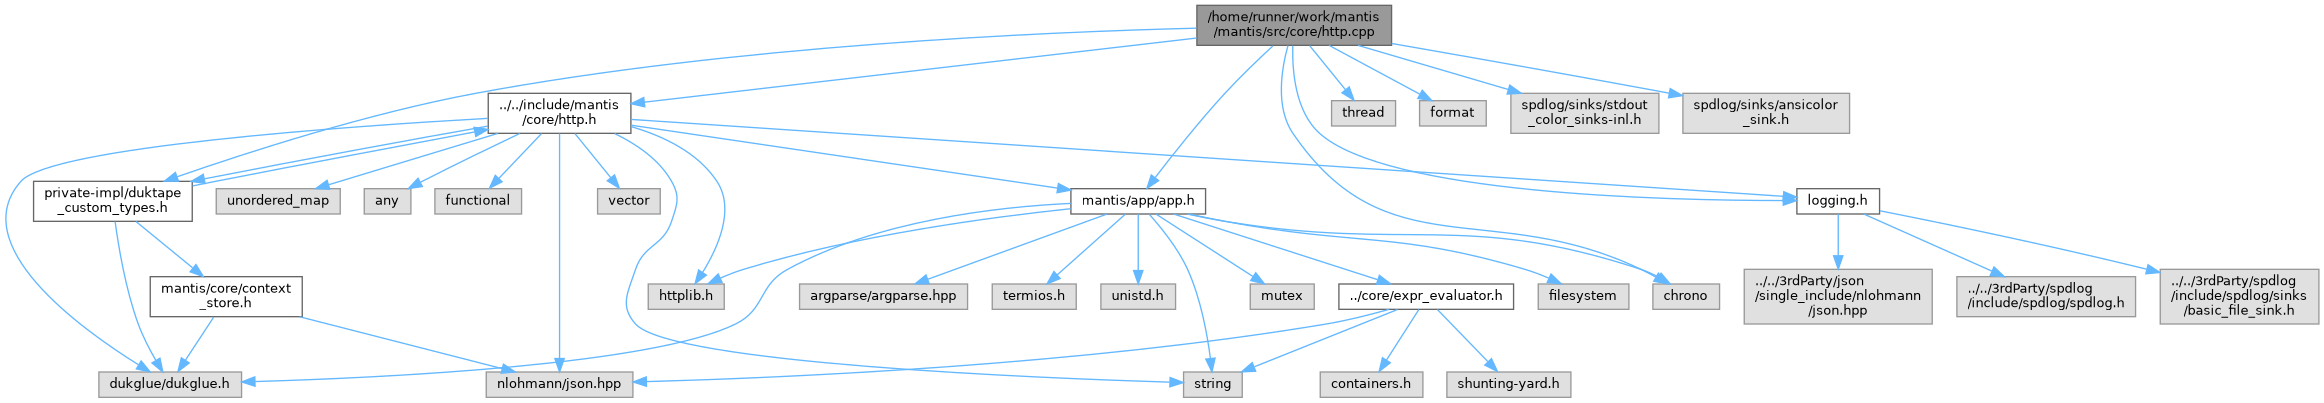 /home/runner/work/mantis
/mantis/src/core/http.cpp
../../include/mantis
/core/http.h
thread
format
spdlog/sinks/stdout
_color_sinks-inl.h
spdlog/sinks/ansicolor
_sink.h
private-impl/duktape
_custom_types.h
unordered_map
any
functional
vector
mantis/app/app.h
logging.h
mantis/core/context
_store.h
httplib.h
argparse/argparse.hpp
termios.h
unistd.h
mutex
../core/expr_evaluator.h
filesystem
chrono
../../3rdParty/json
/single_include/nlohmann
/json.hpp
../../3rdParty/spdlog
/include/spdlog/spdlog.h
../../3rdParty/spdlog
/include/spdlog/sinks
/basic_file_sink.h
dukglue/dukglue.h
nlohmann/json.hpp
string
containers.h
shunting-yard.h